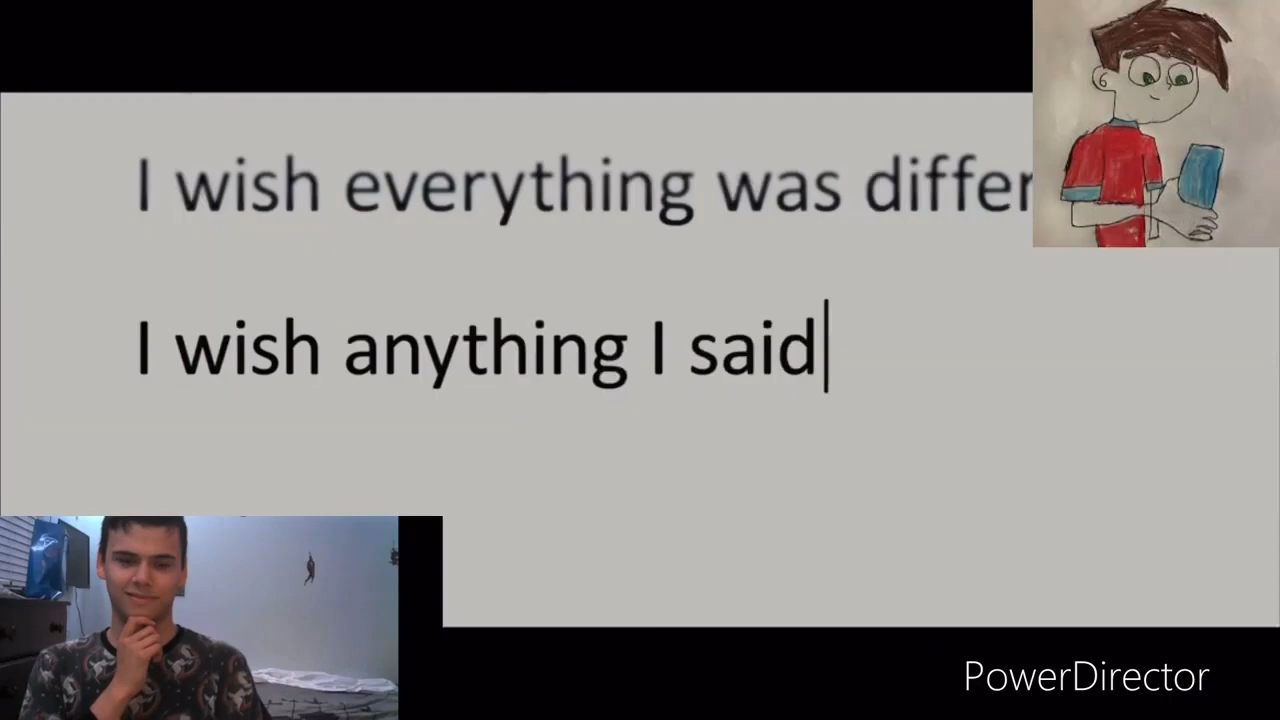 I wish everything was differ
I wish anything I said
PowerDirector